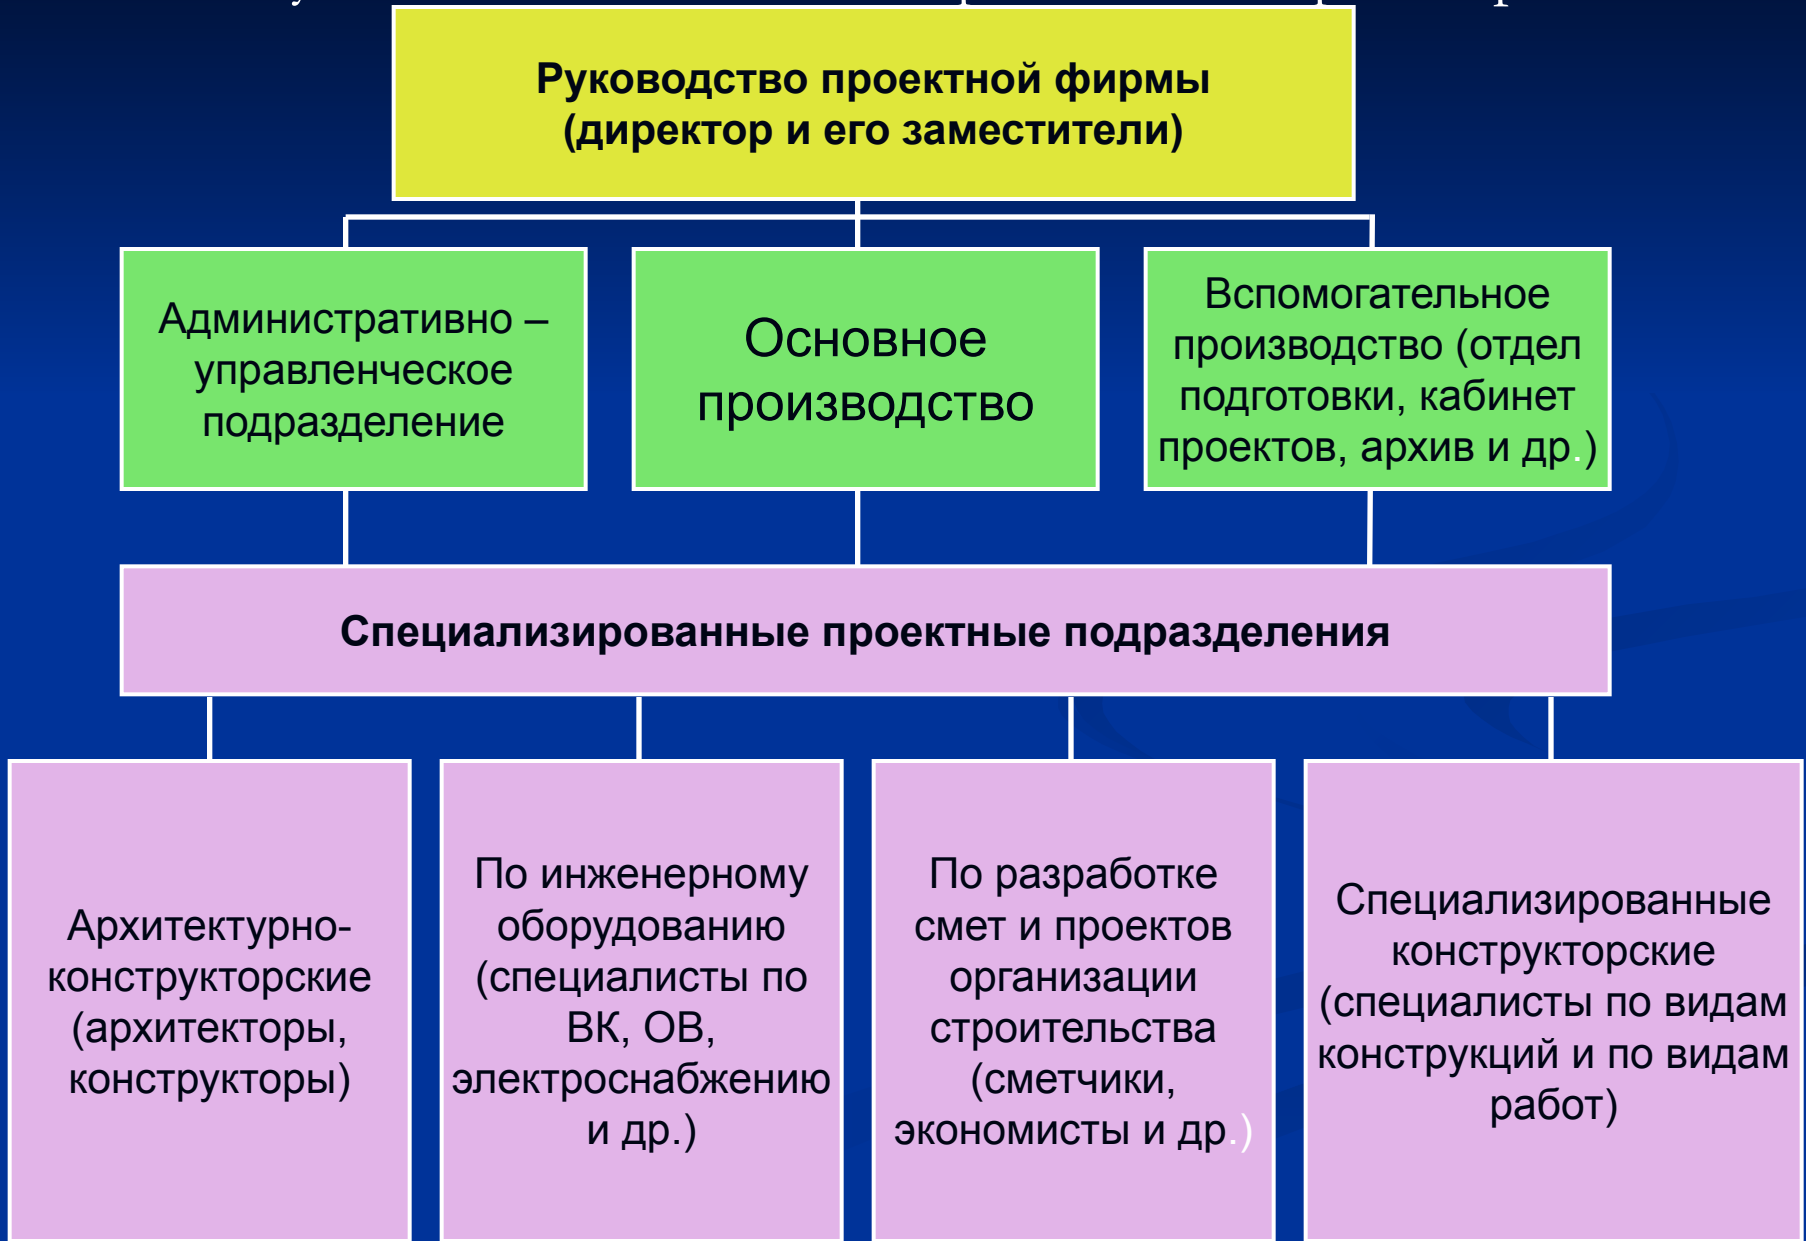 Руководство проектной фирмы
(директор и его заместители)
Административно –
управленческое
подразделение
Основное
производство
Вспомогательное
производство (отдел
подготовки, кабинет
проектов, архив и др.)
Специализированные проектные подразделения
Архитектурно-
конструкторские
(архитекторы,
конструкторы)
По инженерному
оборудованию
(специалисты по
ВК, ОВ,
электроснабжению
и др.)
По разработке
смет и проектов
организации
строительства
(сметчики,
экономисты и др.)
Специализированные
конструкторские
(специалисты по видам
конструкций и по видам
работ)